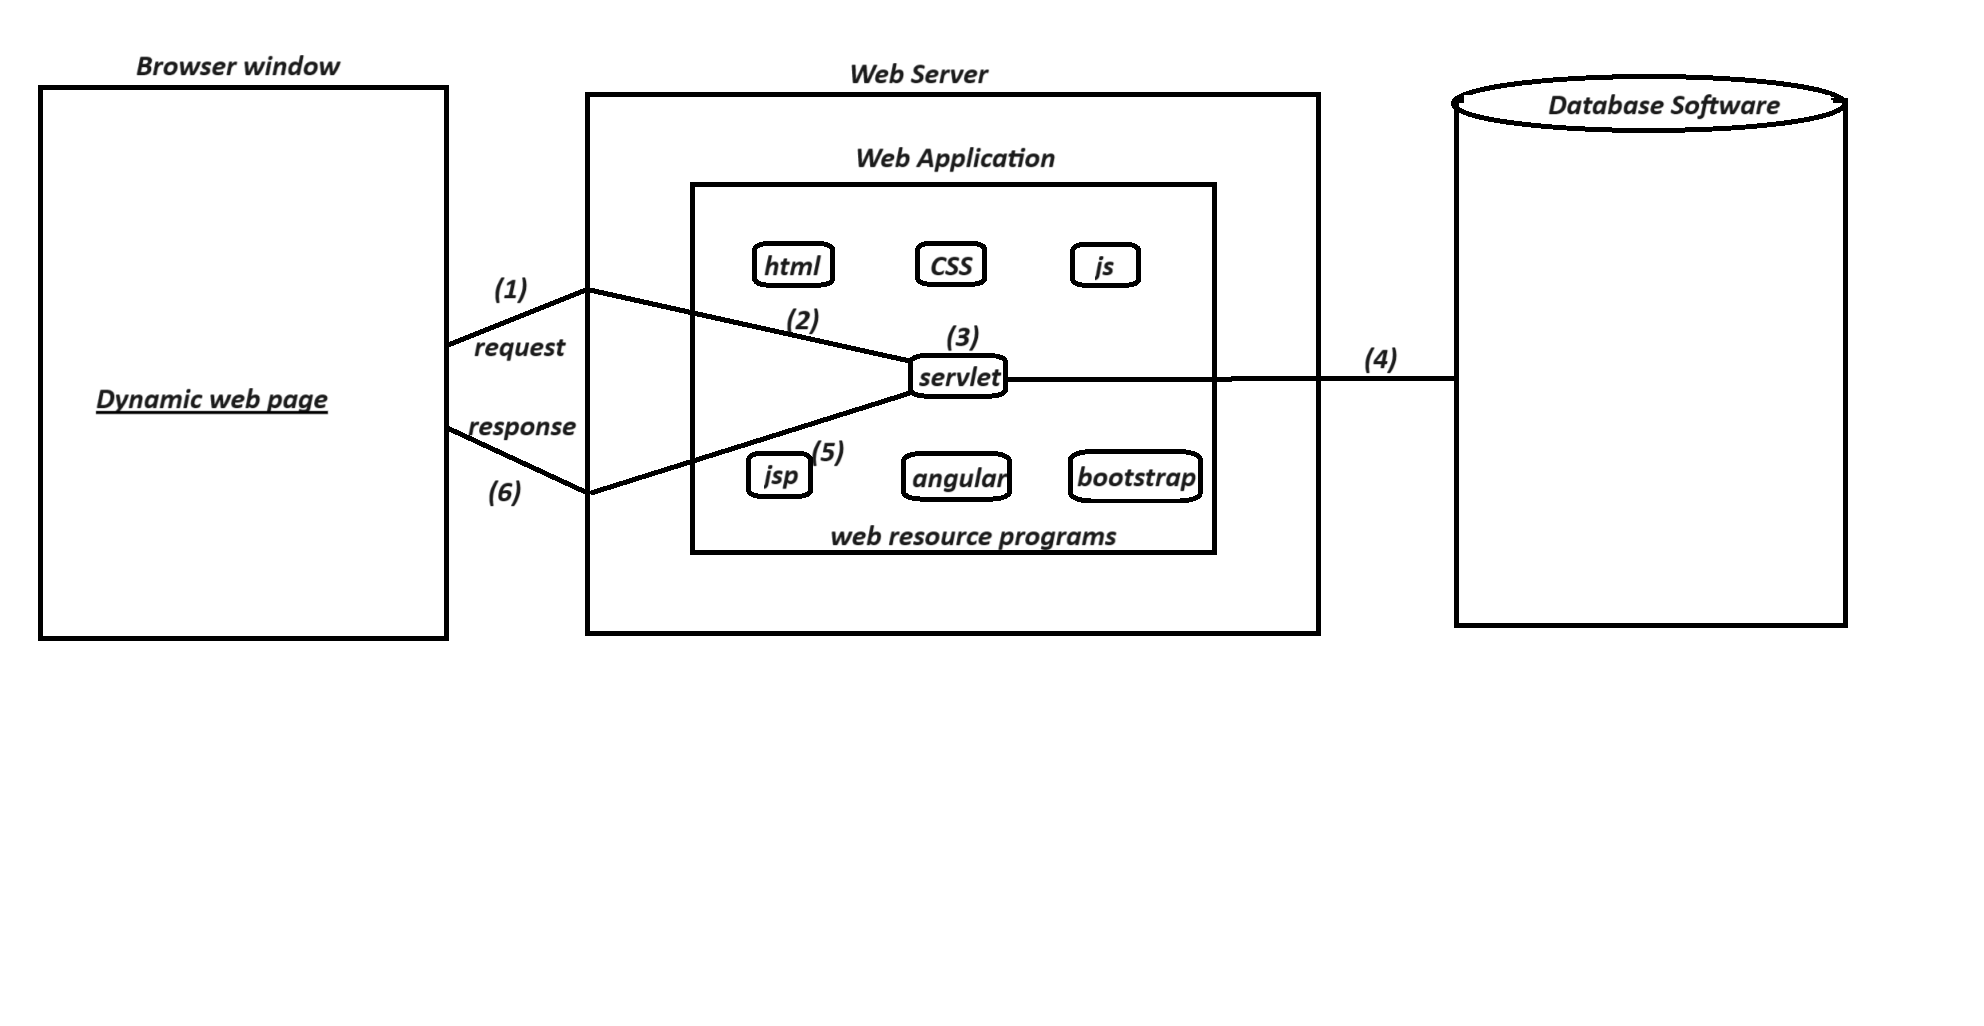 Browser window
Web Server
Database Software
Web Application
html
CSS
js
(1)
(2)
request
(3)
servlet
(4)
Dynamic web page
response
(5)
(6)
jsp
angular
bootstrap
web resource programs